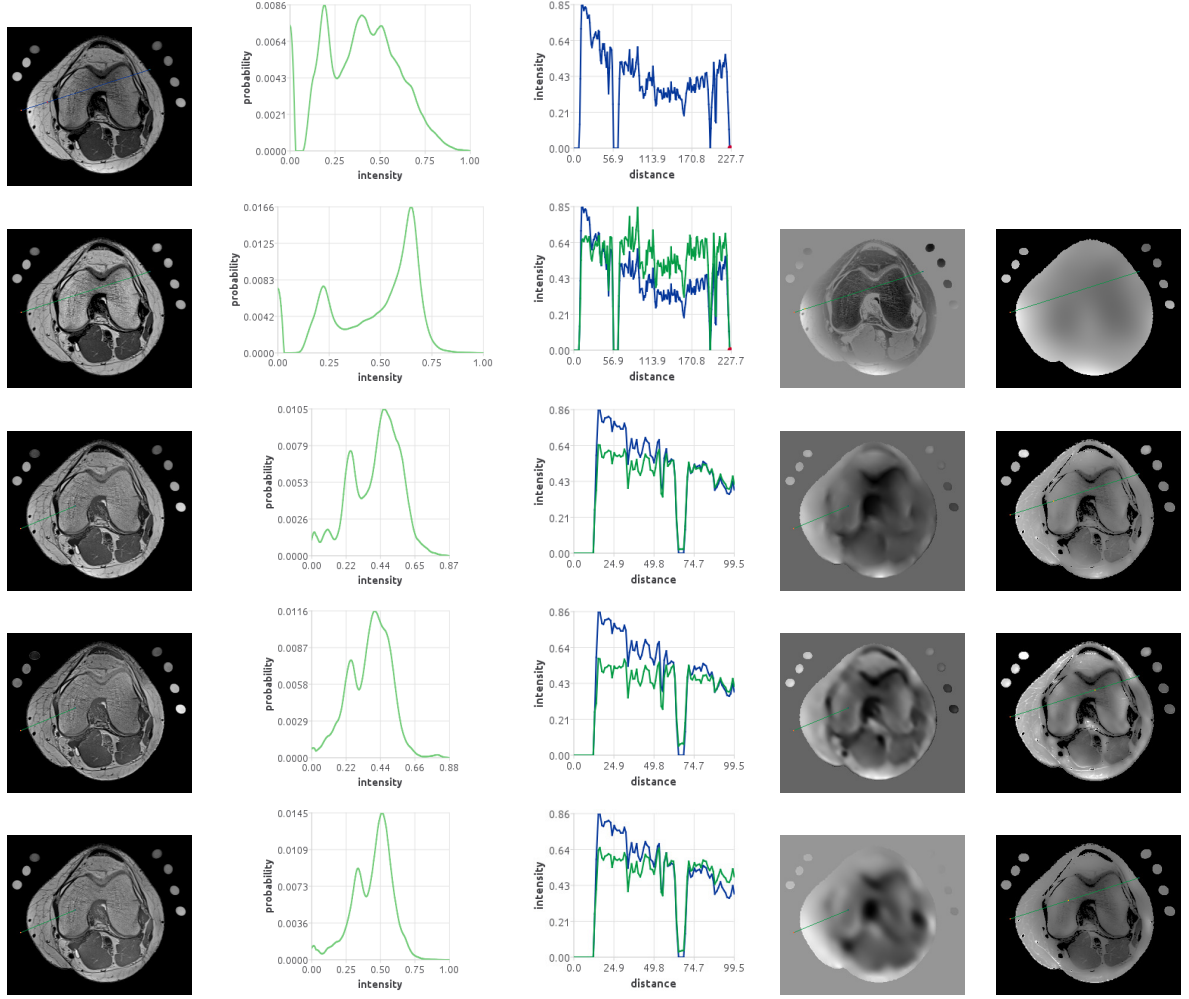 0.0086
0.0064
0.0043
0.0021
0.0000
probability
0.00 0.25 0.50 0.75 1.00
intensity
0.85
0.64
0.43
0.21
0.00
intensity
0.0 56.9 113.9 170.8 227.7
distance
0.0166
0.0125
0.0083
0.0042
0.0000
probability
0.00 0.25 0.50 0.75 1.00
intensity
0.85
0.64
0.43
0.21
0.00
intensity
0.0 56.9 113.9 170.8 227.7
distance
0.0105
0.0079
0.0053
0.0026
0.0000
probability
0.00 0.22 0.44 0.65 0.87
intensity
0.86
0.64
0.43
0.21
0.00
intensity
0.0 24.9 49.8 74.7 99.5
distance
0.0116
0.0087
0.0058
0.0029
0.0000
probability
0.00 0.22 0.44 0.66 0.88
intensity
0.86
0.64
0.43
0.21
0.00
intensity
0.0 24.9 49.8 74.7 99.5
distance
0.0145
0.0109
0.0073
0.0036
0.0000
probability
0.00 0.25 0.50 0.75 1.00
intensity
0.86
0.64
0.43
0.21
0.00
intensity
0.0 24.9 49.8 74.7 99.5
distance